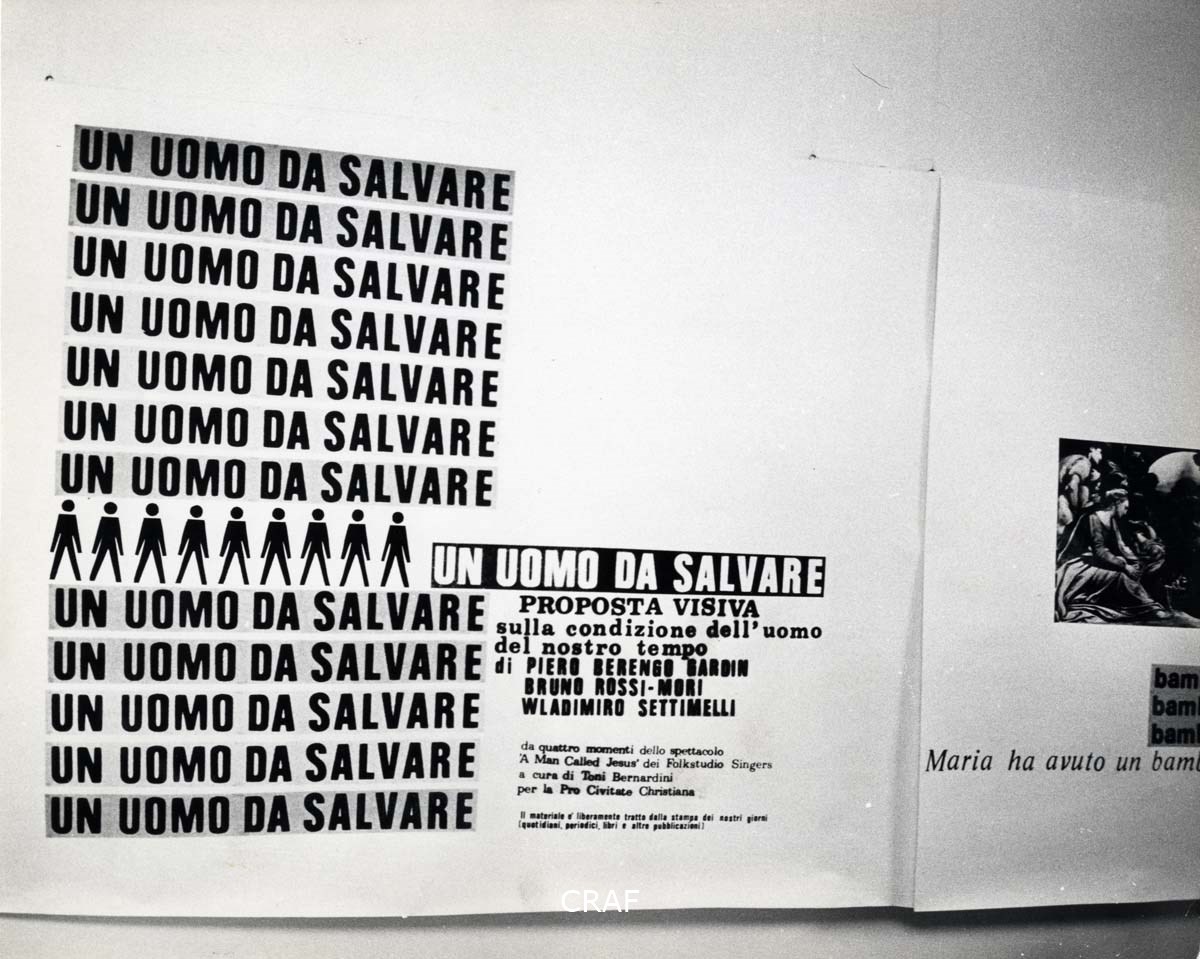 UN UOMO DA SALVARE
UN UOMO DA SALVARE
UN UOMO DA SALVARE
UN UOMO DA SALVARE
UN UOMO DA SALVARE
UN UOMO DA SALVARE
UN UOMO DA SALVARE
UN UOMO DA SALVARE
UN UOMO DA SALVARE
UN UOMO DA SALVARE
UN UOMO DA SALVARE
UN UOMO DA SALVARE
UN UOMO DA SALVARE
PROPOSTA VISIVA
sulla condizione dell'uomo
del nostro tempo
di PIERO BERENGO GARDIN
BRUNO ROSSI-MORI
WLADIMIRO SETTIMELLI
da quattro momenti dello spettacolo
'A Man Called Jesus' dei Folkstudio Singers
a cura di Toni Bernardini
per la Pro Civitate Christiana
Il materiale e' liberamente tratto dalla stampa dei nostri giorni
(quotidiani, periodici, libri e altre pubblicazioni)
bam
bam
bam
Maria ha avuto un bamb
CRAF